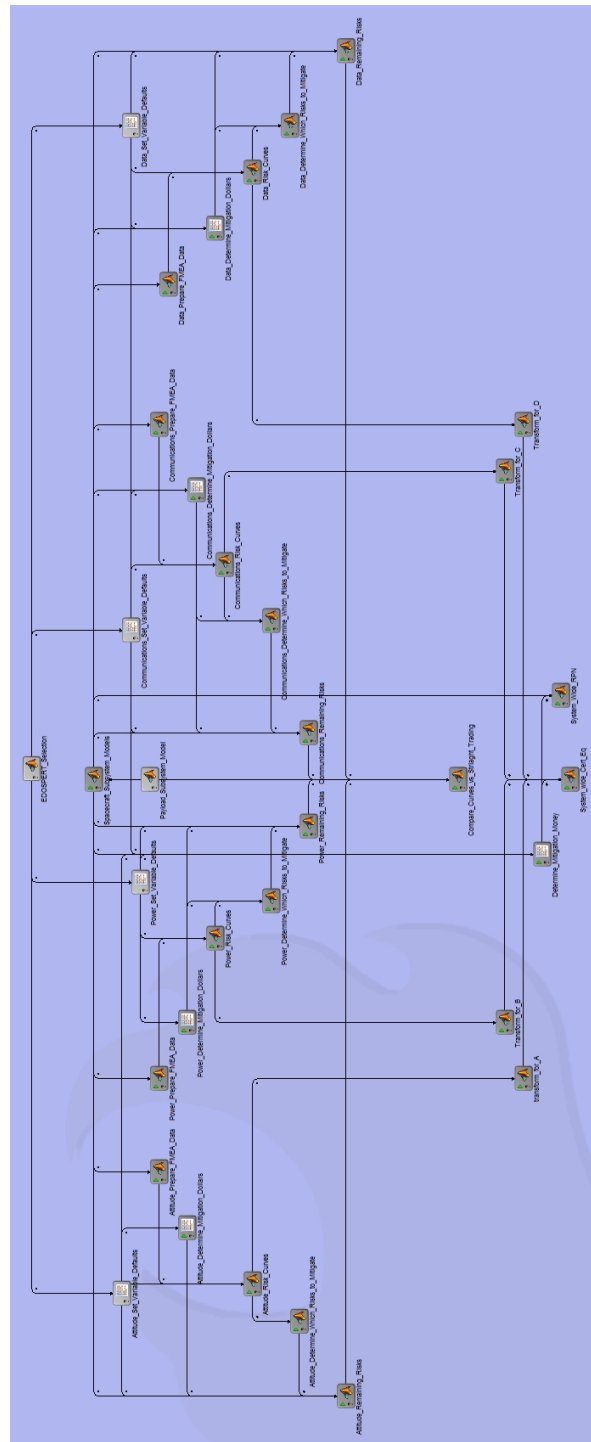 EDOSPERT_Selection
Attitude_Set_Variable_Defaults
Power_Set_Variable_Defaults
Communications_Set_Variable_Defaults
Data_Set_Variable_Defaults
Spacecraft_Subsystem_Models
Payload_Subsystem_Model
Attitude_Prepare_FMEA_Data
Power_Prepare_FMEA_Data
Communications_Prepare_FMEA_Data
Data_Prepare_FMEA_Data
Attitude_Determine_Mitigation_Dollars
Power_Determine_Mitigation_Dollars
Communications_Determine_Mitigation_Dollars
Data_Determine_Mitigation_Dollars
Attitude_Risk_Curves
Power_Risk_Curves
Communications_Risk_Curves
Data_Risk_Curves
Attitude_Determine_Which_Risks_to_Mitigate
Power_Determine_Which_Risks_to_Mitigate
Communications_Determine_Which_Risks_to_Mitigate
Data_Determine_Which_Risks_to_Mitigate
Attitude_Remaining_Risks
Power_Remaining_Risks
Communications_Remaining_Risks
Data_Remaining_Risks
Compare_Curves_vs_Straight_Trading
transform_for_A
Transform_for_B
Transform_for_C
Transform_for_D
Determine_Mitigation_Money
System_wide_Cert_Eq
System_Wide_RPN